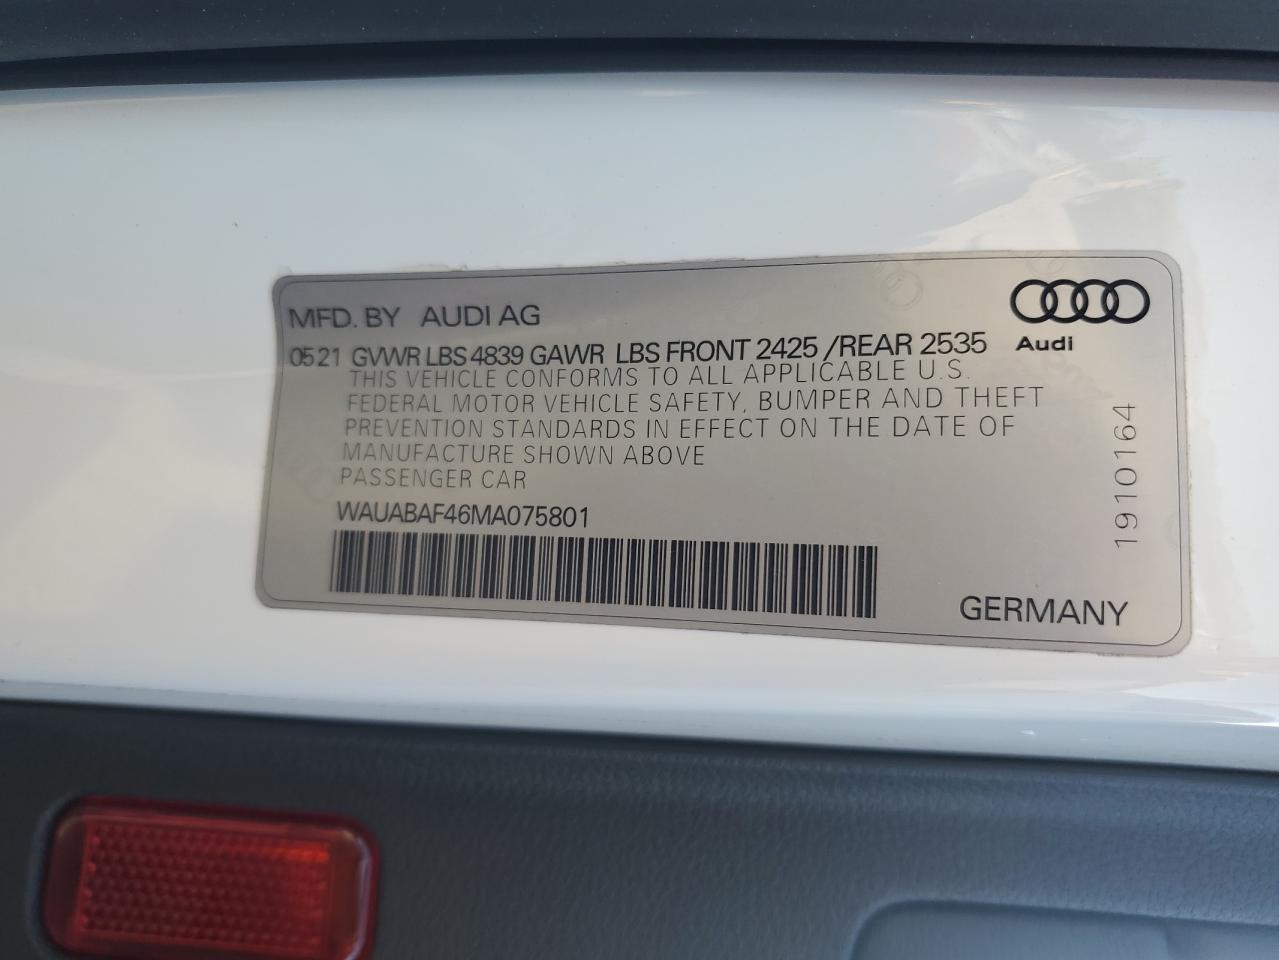 MFD. BY AUDI AG
0521 GVWR LBS 4839 GAWR LBS FRONT 2425 /REAR 2535
Audi
THIS VEHICLE CONFORMS TO ALL APPLICABLE U.S.
FEDERAL MOTOR VEHICLE SAFETY, BUMPER AND THEFT
PREVENTION STANDARDS IN EFFECT ON THE DATE OF
MANUFACTURE SHOWN ABOVE
PASSENGER CAR
WAUABAF46MA075801
1910164
GERMANY